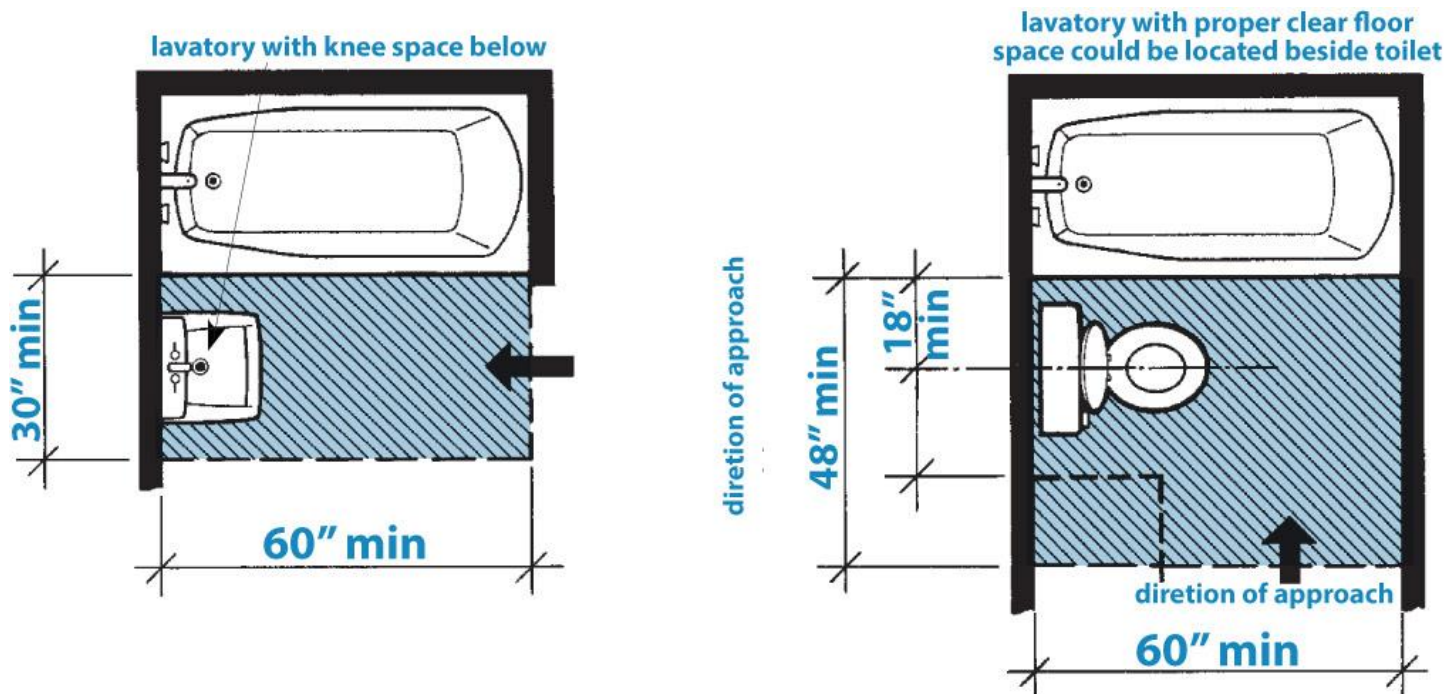 lavatory with knee space below
30″ min
60″ min
lavatory with proper clear floor
space could be located beside toilet
diretion of approach
48″ min
18″
min
diretion of approach
60″ min